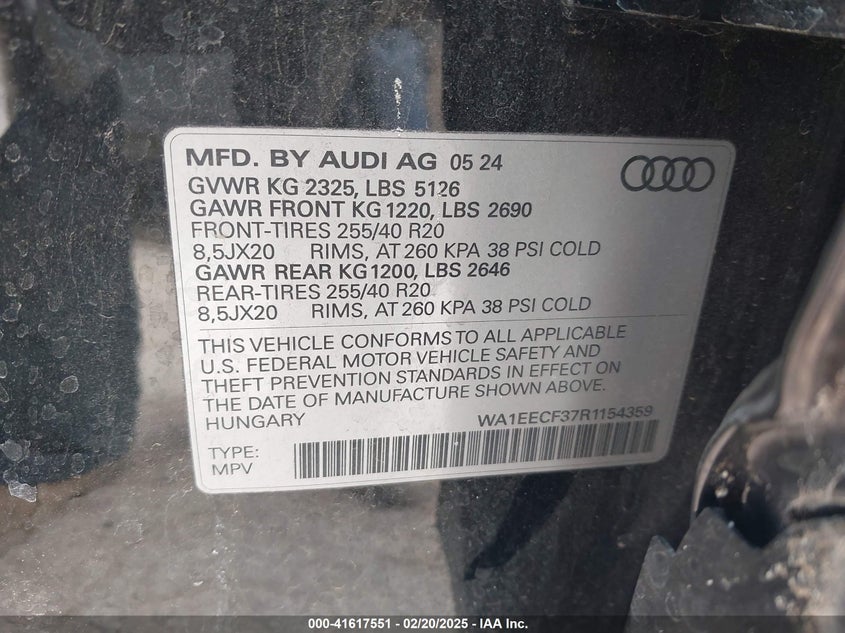 MFD. BY AUDI AG 05 24
GVWR KG 2325, LBS 5126
GAWR FRONT KG 1220, LBS 2690
FRONT-TIRES 255/40 R20
8,5JX20 RIMS, AT 260 KPA 38 PSI COLD
GAWR REAR KG1200, LBS 2646
REAR-TIRES 255/40 R20
8,5JX20 RIMS, AT 260 KPA 38 PSI COLD
THIS VEHICLE CONFORMS TO ALL APPLICABLE
U.S. FEDERAL MOTOR VEHICLE SAFETY AND
THEFT PREVENTION STANDARDS IN EFFECT ON
THE DATE OF MANUFACTURE SHOWN ABOVE.
HUNGARY WA1EECF37R1154359
TYPE:
MPV
000-41617551 - 02/20/2025 - IAA Inc.